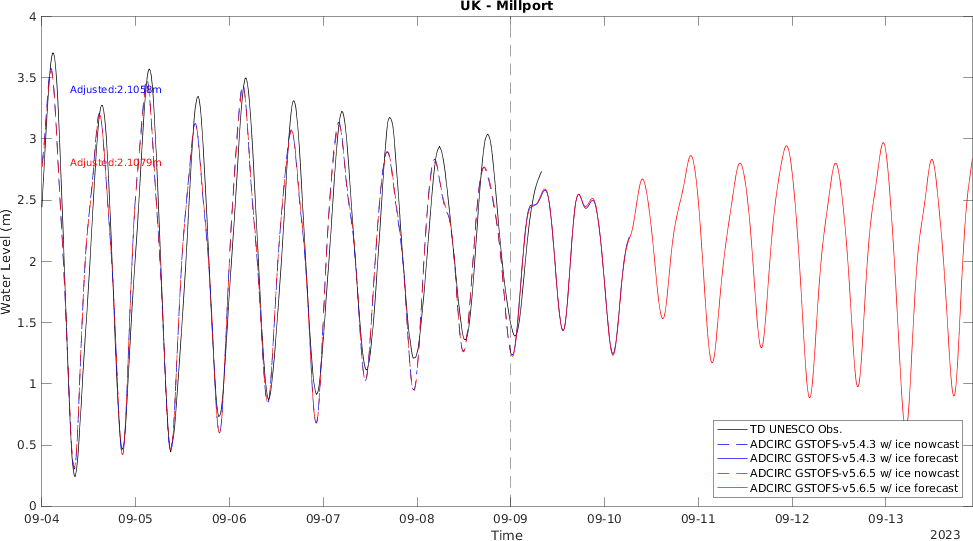 UK - Millport
4
3.5
3
2.5
2
1.5
1
0.5
0
Water Level (m)
Adjusted:2.1058m
Adjusted:2.1079m
TD UNESCO Obs.
ADCIRC GSTOFS-v5.4.3 w/ ice nowcast
ADCIRC GSTOFS-v5.4.3 w/ ice forecast
ADCIRC GSTOFS-v5.6.5 w/ ice nowcast
ADCIRC GSTOFS-v5.6.5 w/ ice forecast
09-04 09-05 09-06 09-07 09-08 09-09 09-10 09-11 09-12 09-13
Time
2023